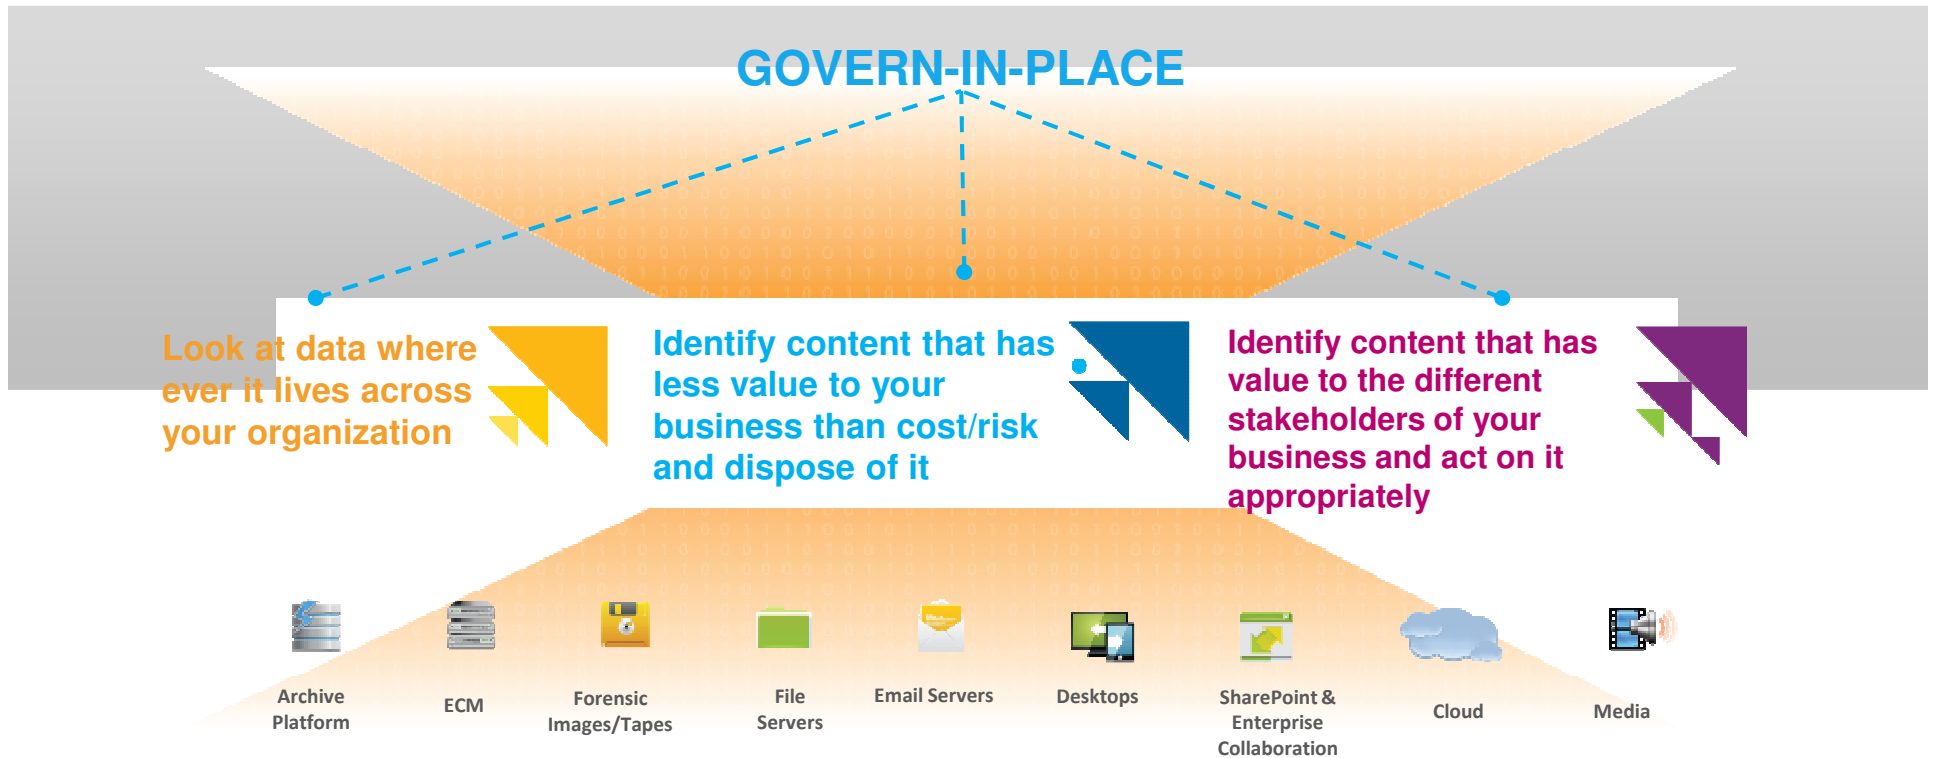 GOVERN-IN-PLACE
Look at data where
ever it lives across
your organization
Identify content that has
less value to your
business than cost/risk
and dispose of it
Identify content that has
value to the different
stakeholders of your
business and act on it
appropriately
Archive
Platform
ECM
Forensic
Images/Tapes
File
Servers
Email Servers
Desktops
SharePoint &
Enterprise
Collaboration
Cloud
Media